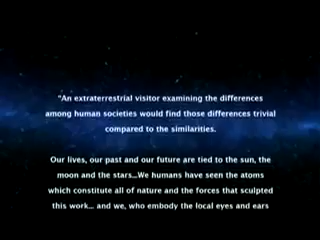 "An extraterrestrial visitor examining the differences
among human societies would find those differences trivial
compared to the similarities.
Our lives, our past and our future are tied to the sun, the
moon and the stars...We humans have seen the atoms
which constitute all of nature and the forces that sculpted
this work... and we, who embody the local eyes and ears